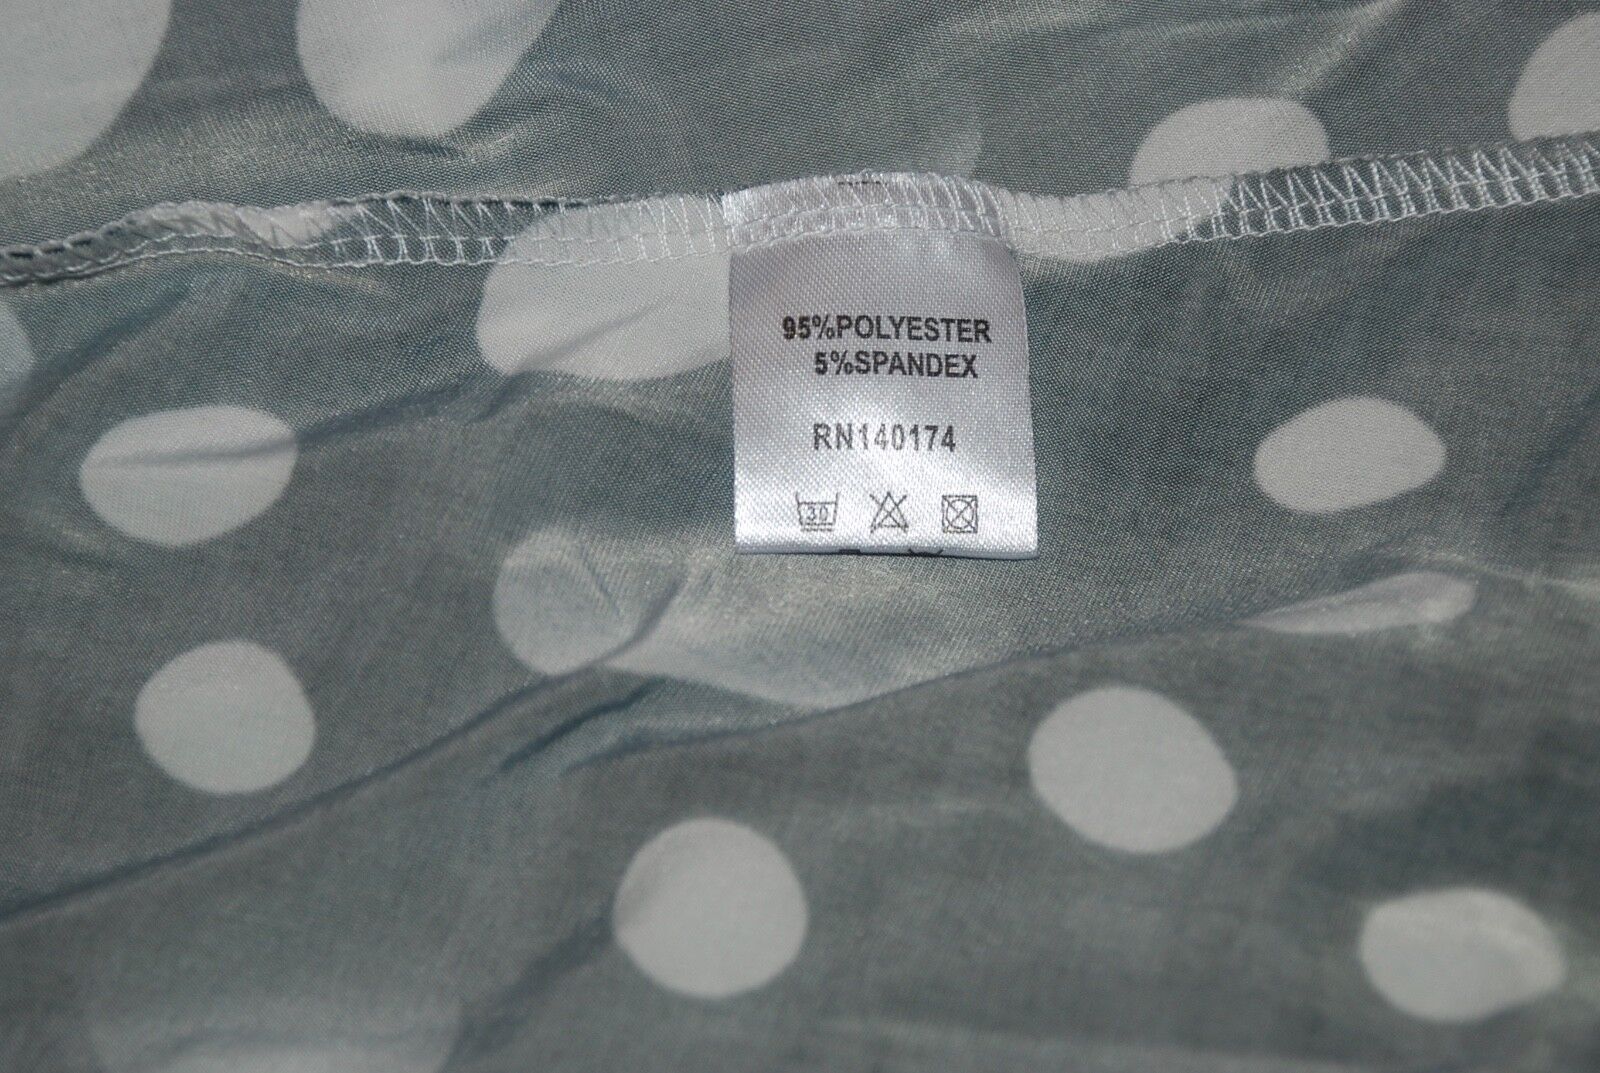 95%POLYESTER
5%SPANDEX
RN140174
30